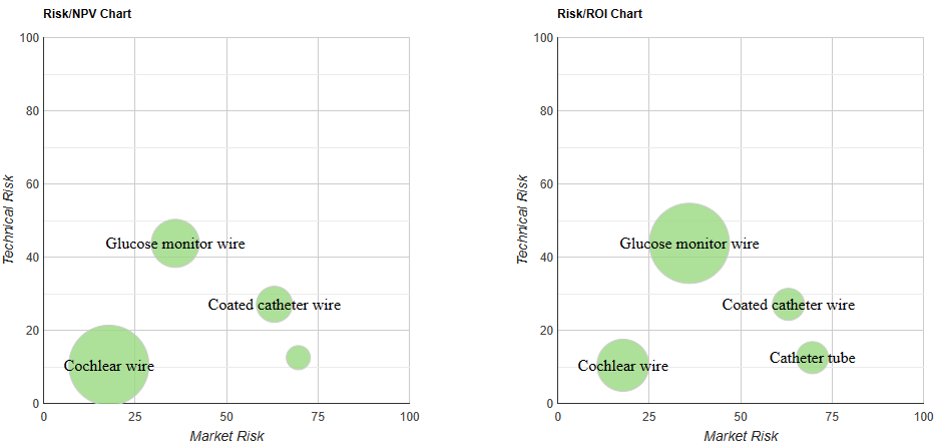 Risk/NPV Chart
100
80
60
40
20
0
Technical Risk
Glucose monitor wire
Coated catheter wire
Cochlear wire
0 25 50 75 100
Market Risk
Risk/ROI Chart
100
80
60
40
20
0
Technical Risk
Glucose monitor wire
Coated catheter wire
Catheter tube
Cochlear wire
0 25 50 75 100
Market Risk